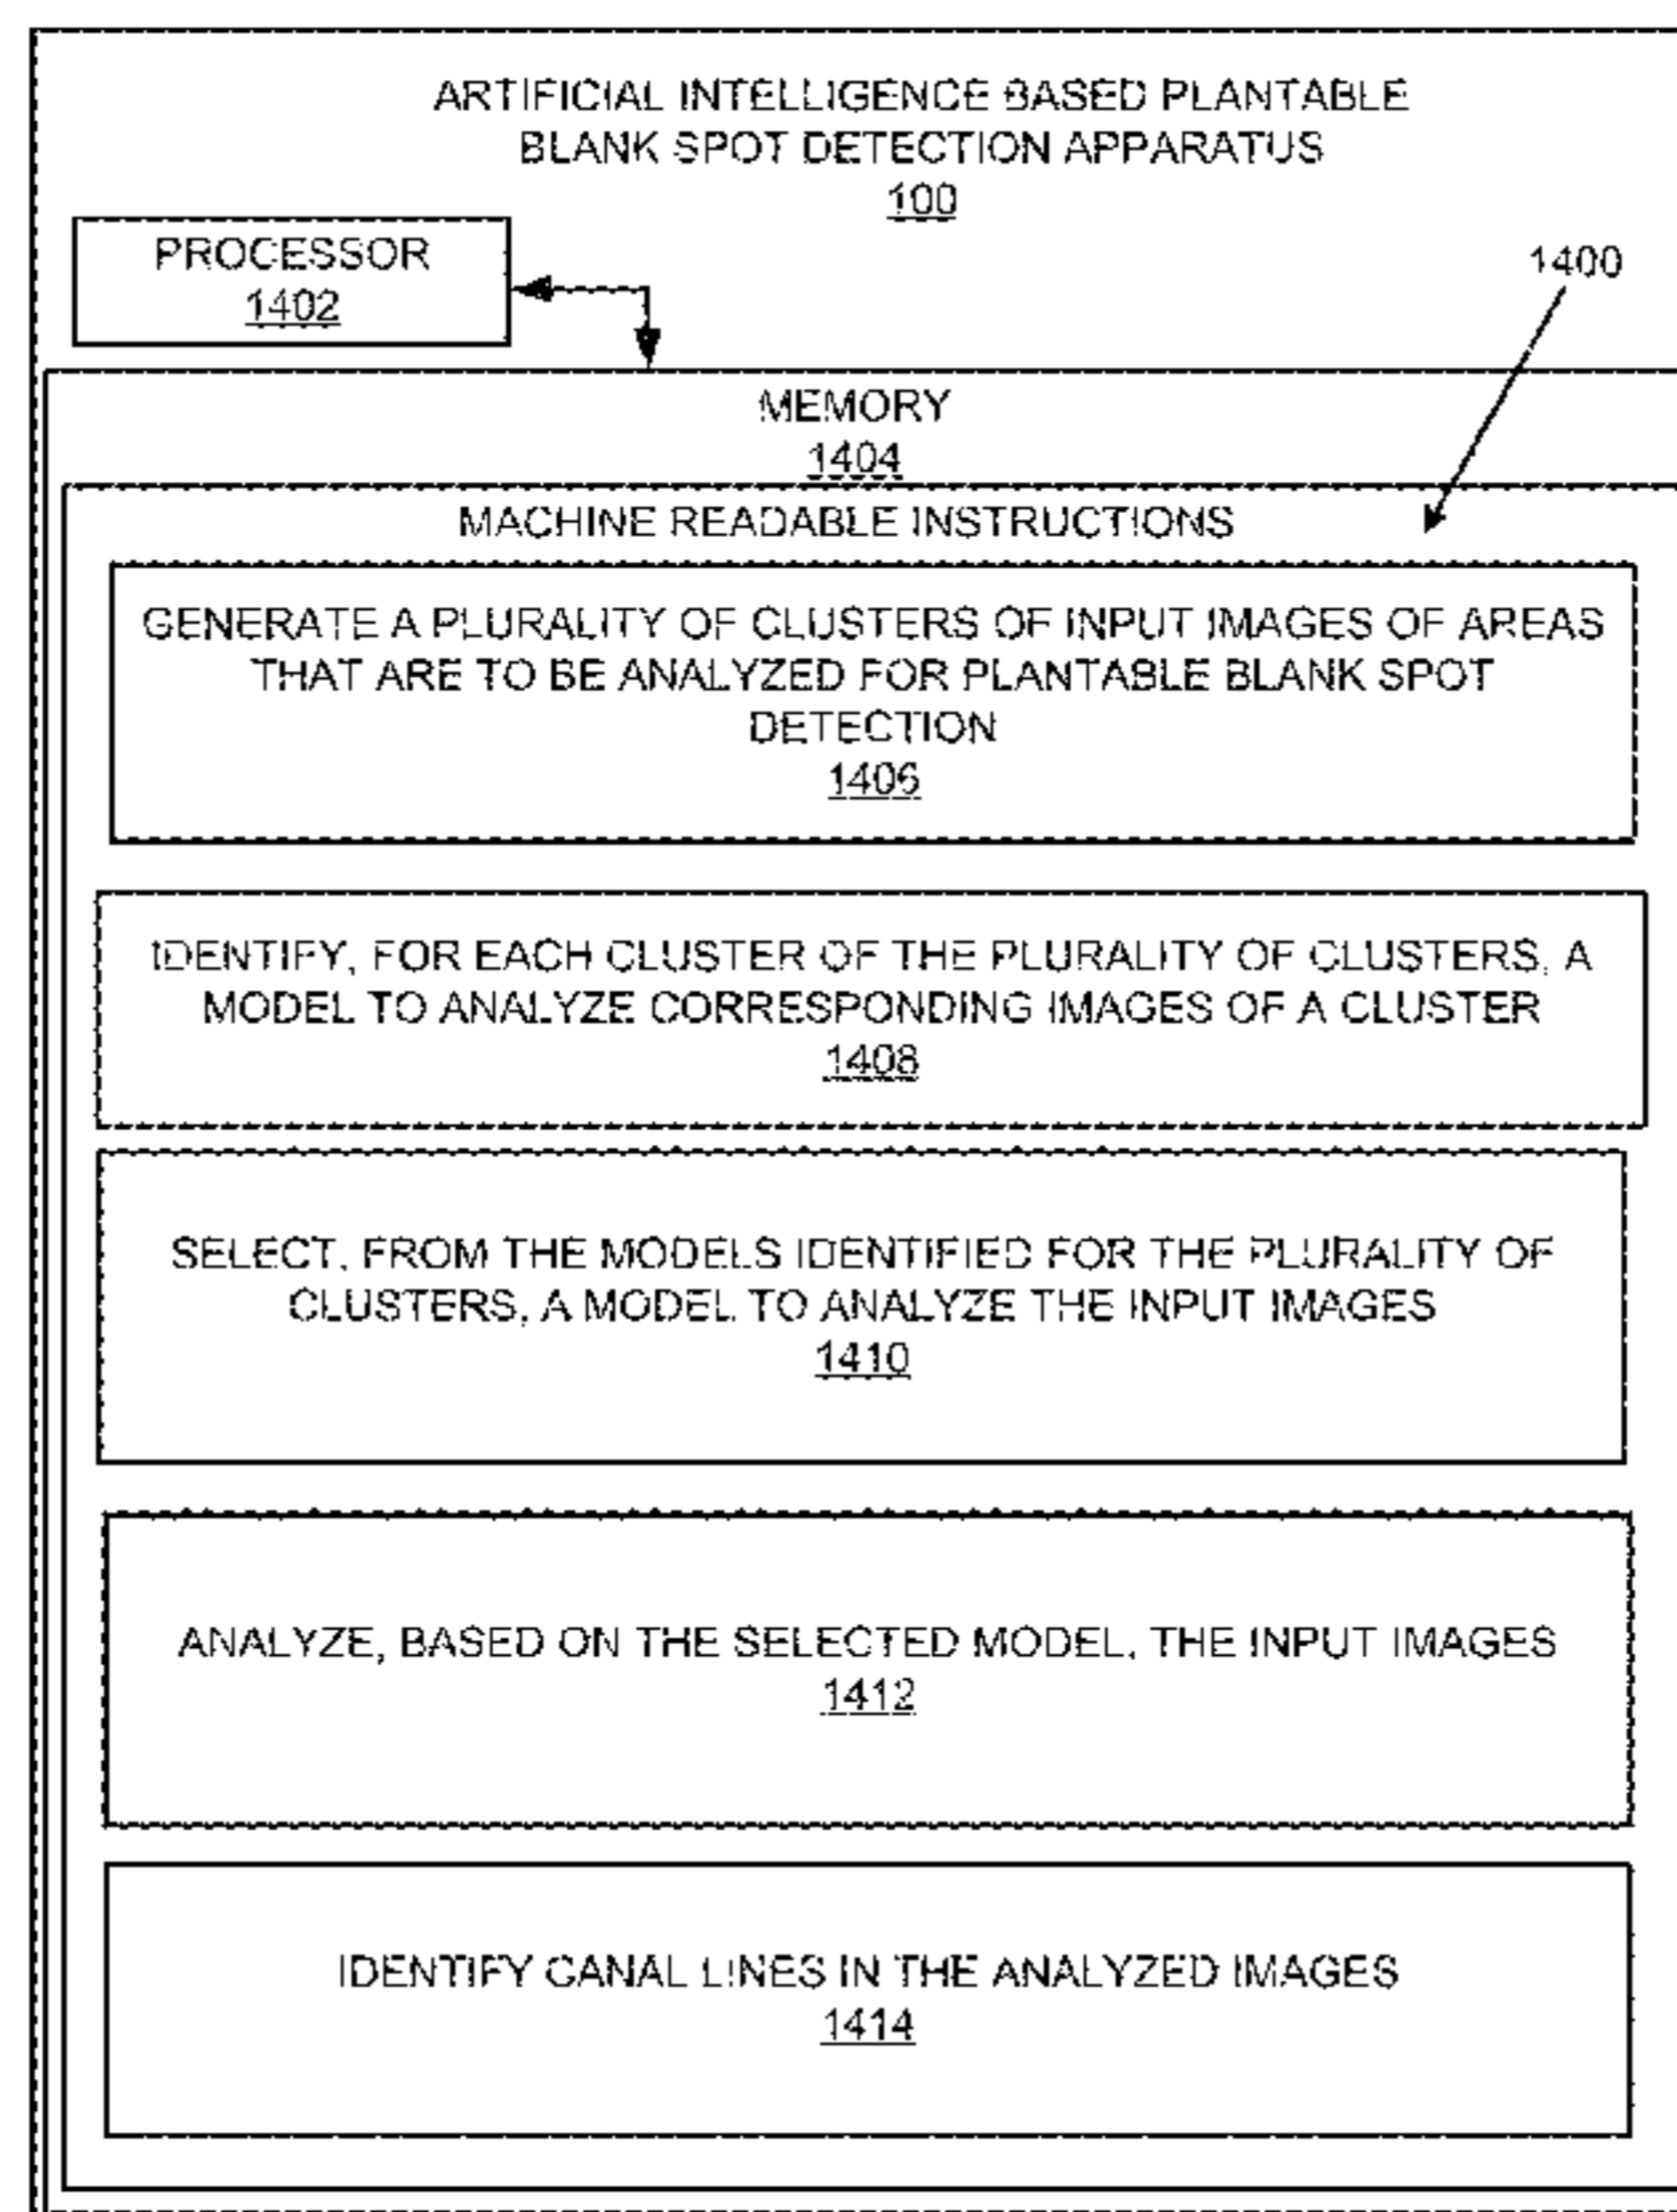 ARTIFICIAL INTELLIGENCE BASED PLANTABLE
BLANK SPOT DETECTION APPARATUS
100
PROCESSOR
1402
1400
MEMORY
1404
MACHINE READABLE INSTRUCTIONS
GENERATE A PLURALITY OF CLUSTERS OF INPUT IMAGES OF AREAS
THAT ARE TO BE ANALYZED FOR PLANTABLE BLANK SPOT
DETECTION
1406
IDENTIFY, FOR EACH CLUSTER OF THE PLURALITY OF CLUSTERS, A
MODEL TO ANALYZE CORRESPONDING IMAGES OF A CLUSTER
1408
SELECT, FROM THE MODELS IDENTIFIED FOR THE PLURALITY OF
CLUSTERS, A MODEL TO ANALYZE THE INPUT IMAGES
1410
ANALYZE, BASED ON THE SELECTED MODEL, THE INPUT IMAGES
1412
IDENTIFY CANAL LINES IN THE ANALYZED IMAGES
1414